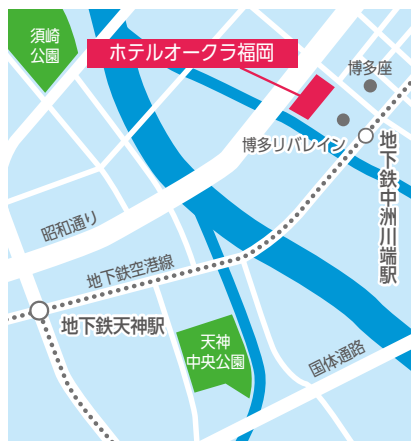 須崎
公園
ホテルオークラ福岡
博多座
博多リバレイン
地下鉄中洲川端駅
昭和通り
地下鉄空港線
地下鉄天神駅
天神
中央公園
国体通路